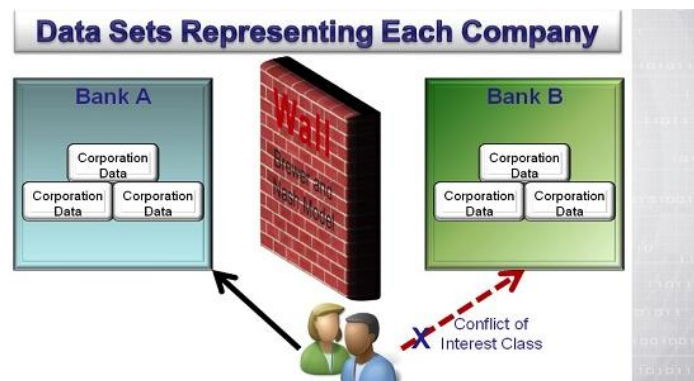 Data Sets Representing Each Company
Bank A
Corporation
Data
Corporation
Data
Corporation
Data
Wall
Brewer and
Nash Model
Bank B
Corporation
Data
Corporation
Data
Corporation
Data
X
Conflict of
Interest Class